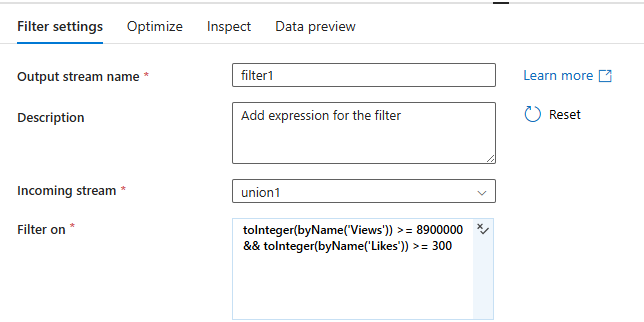 Filter settings Optimize Inspect Data preview
Output stream name * filter1 Learn more
Description Add expression for the filter Reset
Incoming stream * union1
Filter on * toInteger(byName('Views')) >= 8900000
&& toInteger(byName('Likes')) >= 300